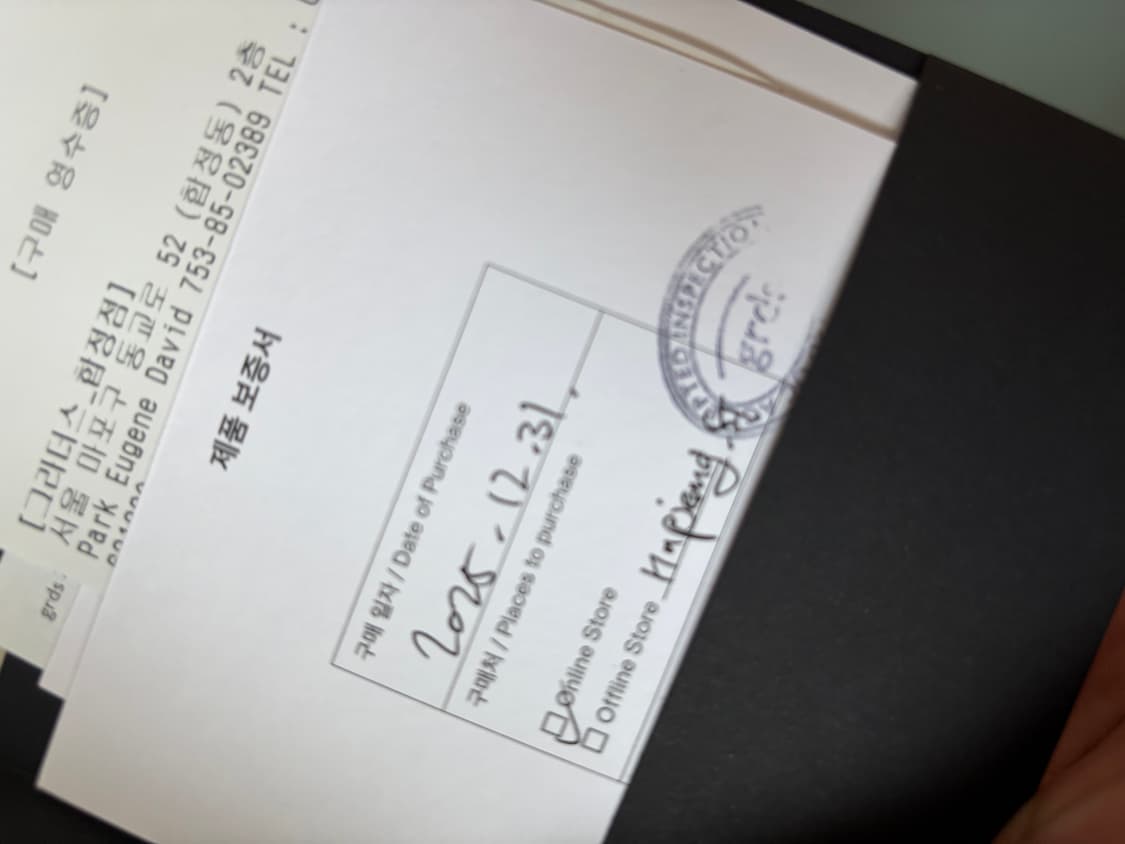 [구매 영수증]
[그리더스-합정점]
서울 마포구 동교로 52 (합정동) 2층
Park Eugene David 753-85-02389 TEL :
grds
제품 보증서
구매 일자 / Date of Purchase
2025.12.31.
구매처 / Places to purchase
Online Store
Offline Store Hapjeong
INSPECTION
grds